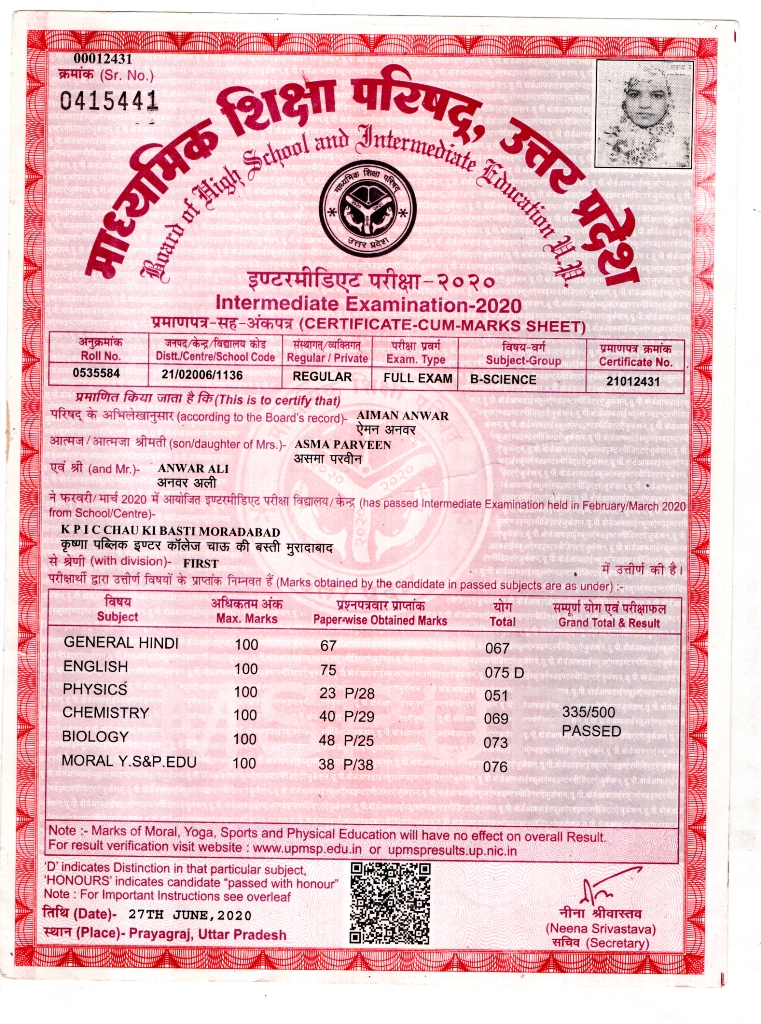 00012431
क्रमांक (Sr. No.)
0415441
माध्यमिक शिक्षा परिषद्, उत्तर प्रदेश
Board of High School and Intermediate Education U.P.
माध्यमिक शिक्षा परिषद्
उत्तर प्रदेश
इण्टरमीडिएट परीक्षा-२०२०
Intermediate Examination-2020
प्रमाणपत्र-सह-अंकपत्र (CERTIFICATE-CUM-MARKS SHEET)
अनुक्रमांक जनपद/केन्द्र/विद्यालय कोड संस्थागत/व्यक्तिगत परीक्षा प्रवर्ग विषय-वर्ग प्रमाणपत्र क्रमांक
Roll No. Distt./Centre/School Code Regular / Private Exam. Type Subject-Group Certificate No.
0535584 21/02006/1136 REGULAR FULL EXAM B-SCIENCE 21012431
प्रमाणित किया जाता है कि (This is to certify that)
परिषद् के अभिलेखानुसार (according to the Board's record)- AIMAN ANWAR
ऐमन अनवर
आत्मज/आत्मजा श्रीमती (son/daughter of Mrs.)- ASMA PARVEEN
असमा परवीन
एवं श्री (and Mr.)- ANWAR ALI
अनवर अली
ने फरवरी/मार्च 2020 में आयोजित इण्टरमीडिएट परीक्षा विद्यालय/केन्द्र (has passed Intermediate Examination held in February/March 2020
from School/Centre)-
K P I C CHAU KI BASTI MORADABAD
कृष्णा पब्लिक इण्टर कॉलेज चाऊ की बस्ती मुरादाबाद
से श्रेणी (with division)- FIRST में उत्तीर्ण की है।
परीक्षार्थी द्वारा उत्तीर्ण विषयों के प्राप्तांक निम्नवत हैं (Marks obtained by the candidate in passed subjects are as under) :-
विषय अधिकतम अंक प्रश्नपत्रवार प्राप्तांक योग सम्पूर्ण योग एवं परीक्षाफल
Subject Max. Marks Paper-wise Obtained Marks Total Grand Total & Result
GENERAL HINDI 100 67 067
ENGLISH 100 75 075 D
PHYSICS 100 23 P/28 051
CHEMISTRY 100 40 P/29 069 335/500
BIOLOGY 100 48 P/25 073 PASSED
MORAL Y.S&P.EDU 100 38 P/38 076
Note :- Marks of Moral, Yoga, Sports and Physical Education will have no effect on overall Result.
For result verification visit website : www.upmsp.edu.in or upmspresults.up.nic.in
'D' indicates Distinction in that particular subject,
'HONOURS' indicates candidate "passed with honour"
Note : For Important Instructions see overleaf
तिथि (Date)- 27TH JUNE,2020
स्थान (Place)- Prayagraj, Uttar Pradesh
नीना श्रीवास्तव
(Neena Srivastava)
सचिव (Secretary)